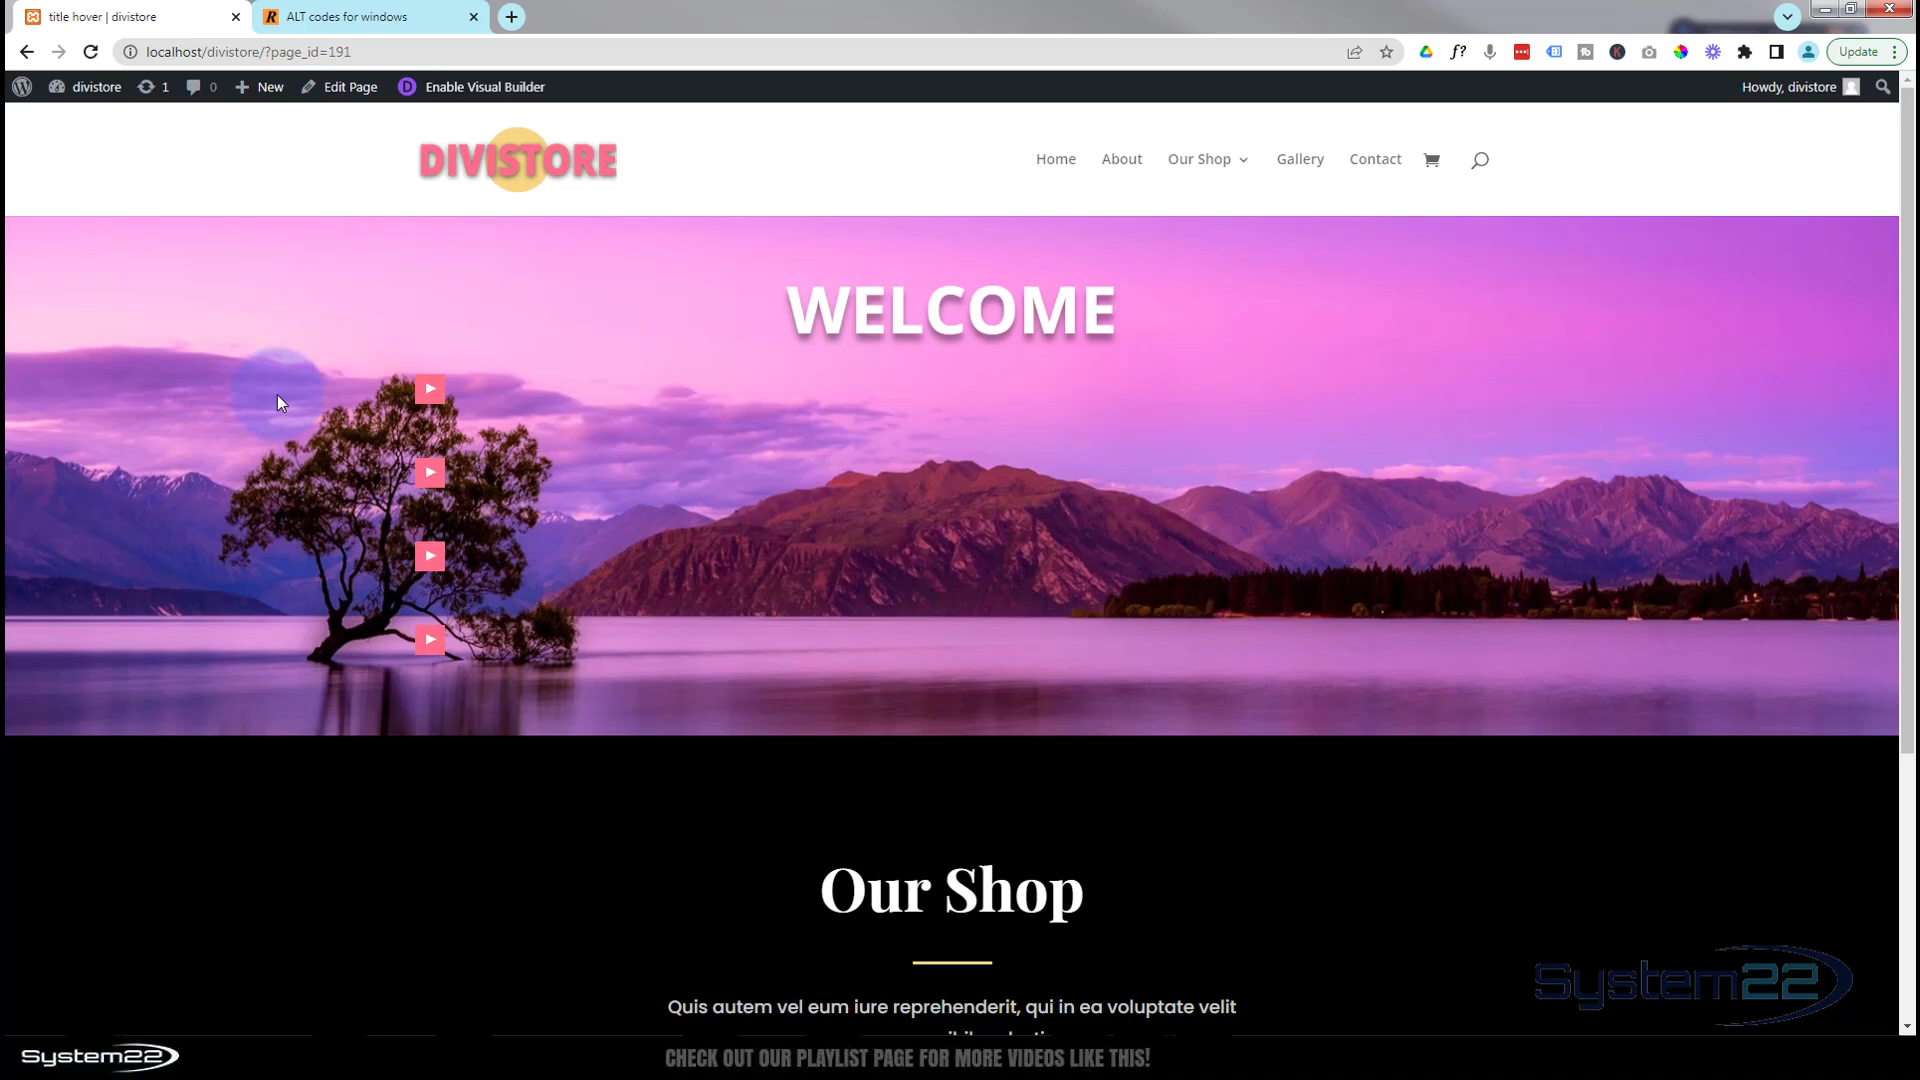 title hover | divistore
ALT codes for windows
localhost/divistore/?page_id=191
Update
divistore 1 0 New Edit Page Enable Visual Builder
Howdy, divistore
DIVISTORE
Home About Our Shop Gallery Contact
WELCOME
Our Shop
Quis autem vel eum iure reprehenderit, qui in ea voluptate velit
System22
System22
CHECK OUT OUR PLAYLIST PAGE FOR MORE VIDEOS LIKE THIS!